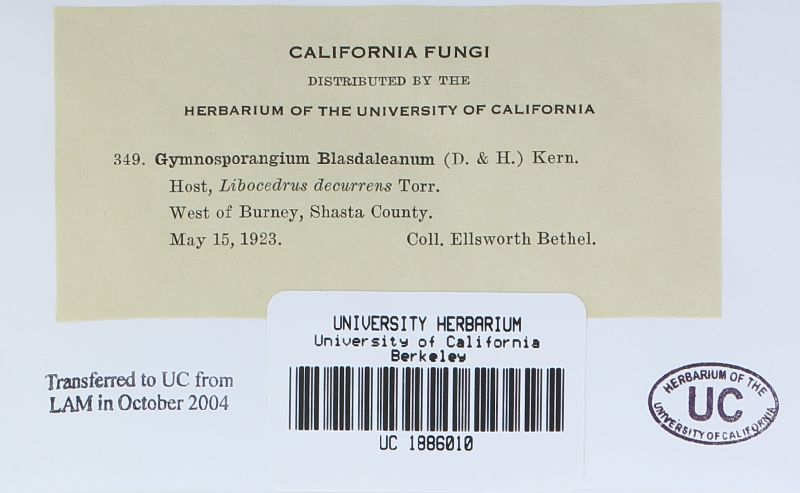 CALIFORNIA FUNGI
DISTRIBUTED BY THE
HERBARIUM OF THE UNIVERSITY OF CALIFORNIA
349. Gymnosporangium Blasdaleanum (D. & H.) Kern.
Host, Libocedrus decurrens Torr.
West of Burney, Shasta County.
May 15, 1923. Coll. Ellsworth Bethel.
UNIVERSITY HERBARIUM
University of California
Berkeley
UC 1886010
Transferred to UC from
LAM in October 2004
HERBARIUM OF THE
UC
UNIVERSITY OF CALIFORNIA